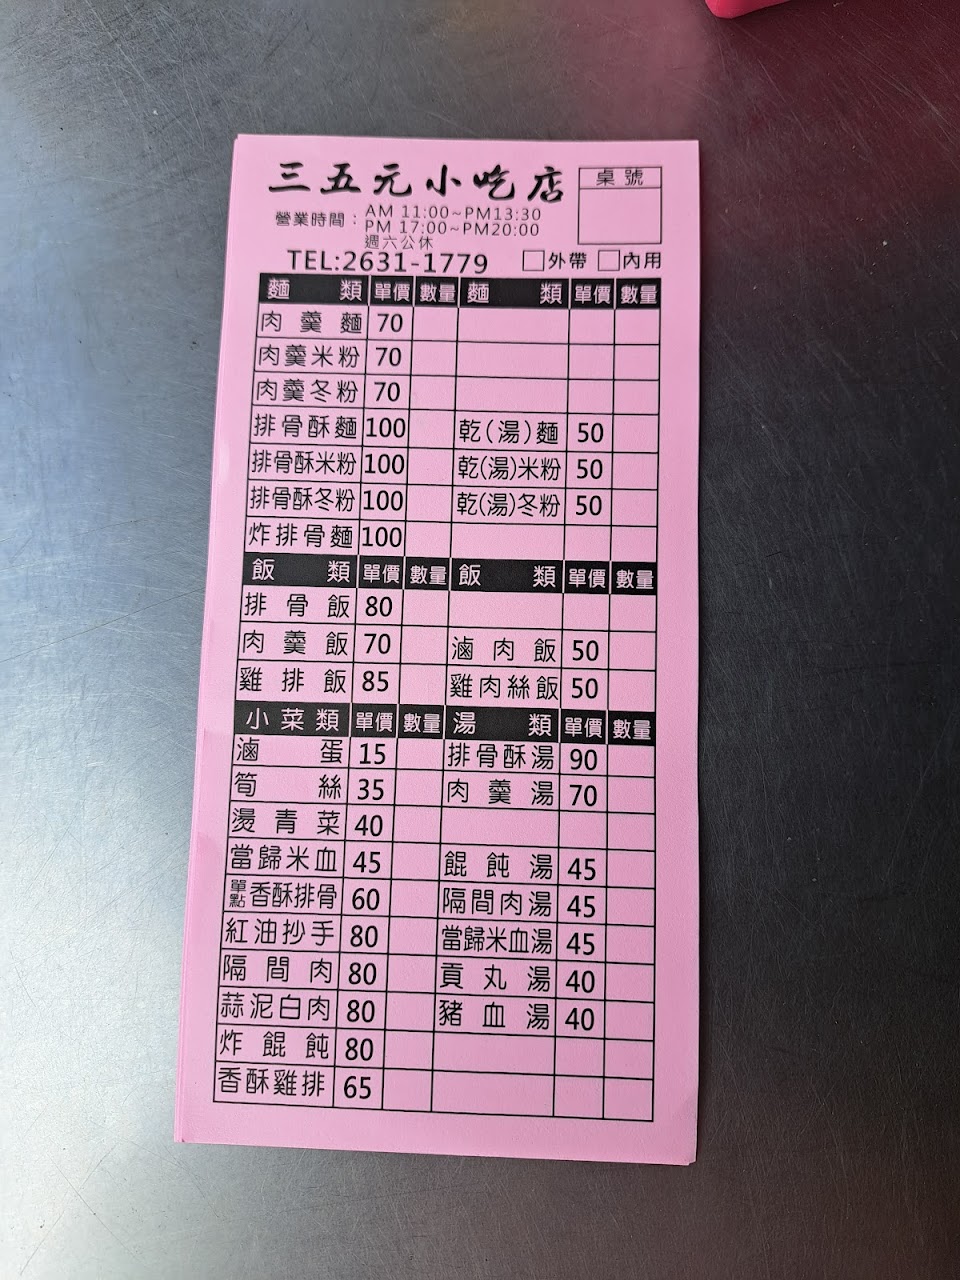 三五元小吃店
桌號
營業時間：AM 11:00~PM13:30
PM 17:00~PM20:00
週六公休
TEL:2631-1779 □外帶 □內用
麵類 單價 數量 麵類 單價 數量
肉羹麵 70
肉羹米粉 70
肉羹冬粉 70
排骨酥麵 100 乾(湯)麵 50
排骨酥米粉 100 乾(湯)米粉 50
排骨酥冬粉 100 乾(湯)冬粉 50
炸排骨麵 100
飯類 單價 數量 飯類 單價 數量
排骨飯 80
肉羹飯 70 滷肉飯 50
雞排飯 85 雞肉絲飯 50
小菜類 單價 數量 湯類 單價 數量
滷蛋 15 排骨酥湯 90
筍絲 35 肉羹湯 70
燙青菜 40
當歸米血 45 餛飩湯 45
單點香酥排骨 60 隔間肉湯 45
紅油抄手 80 當歸米血湯 45
隔間肉 80 貢丸湯 40
蒜泥白肉 80 豬血湯 40
炸餛飩 80
香酥雞排 65